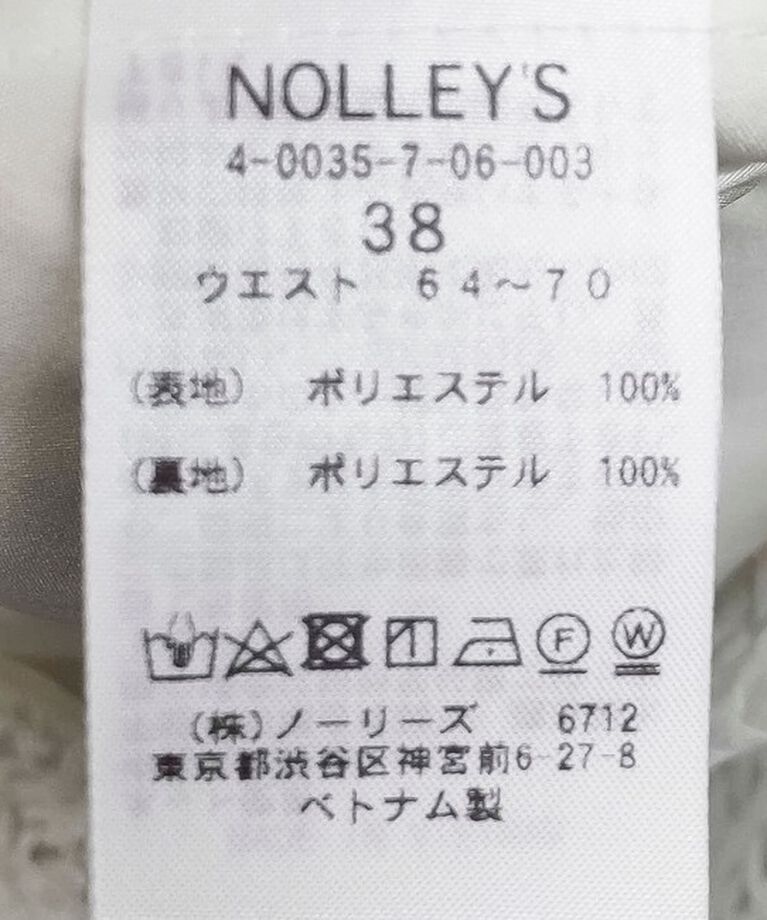 NOLLEY'S
4-0035-7-06-003
38
ウエスト 64～70
(表地) ポリエステル 100%
(裏地) ポリエステル 100%
F W
(株)ノーリーズ 6712
東京都渋谷区神宮前6-27-8
ベトナム製